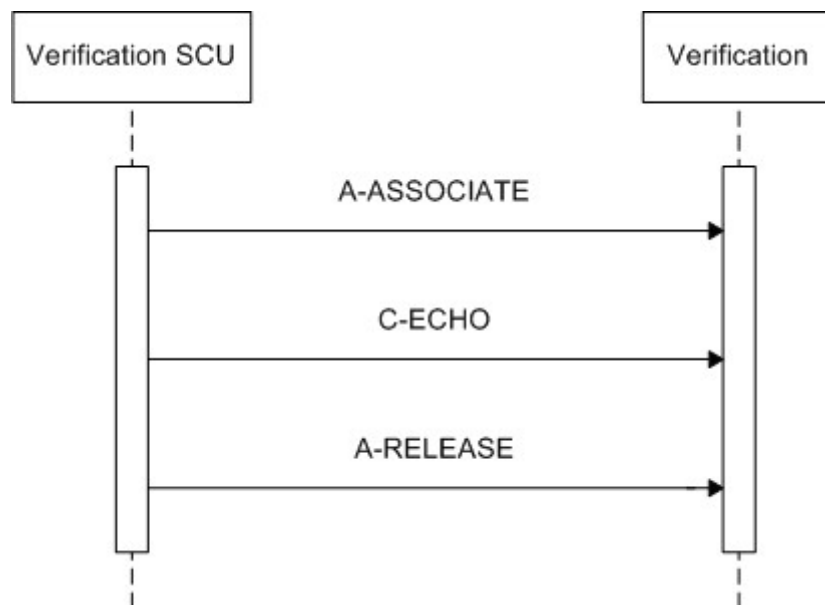 Verification SCU
Verification
A-ASSOCIATE
C-ECHO
A-RELEASE